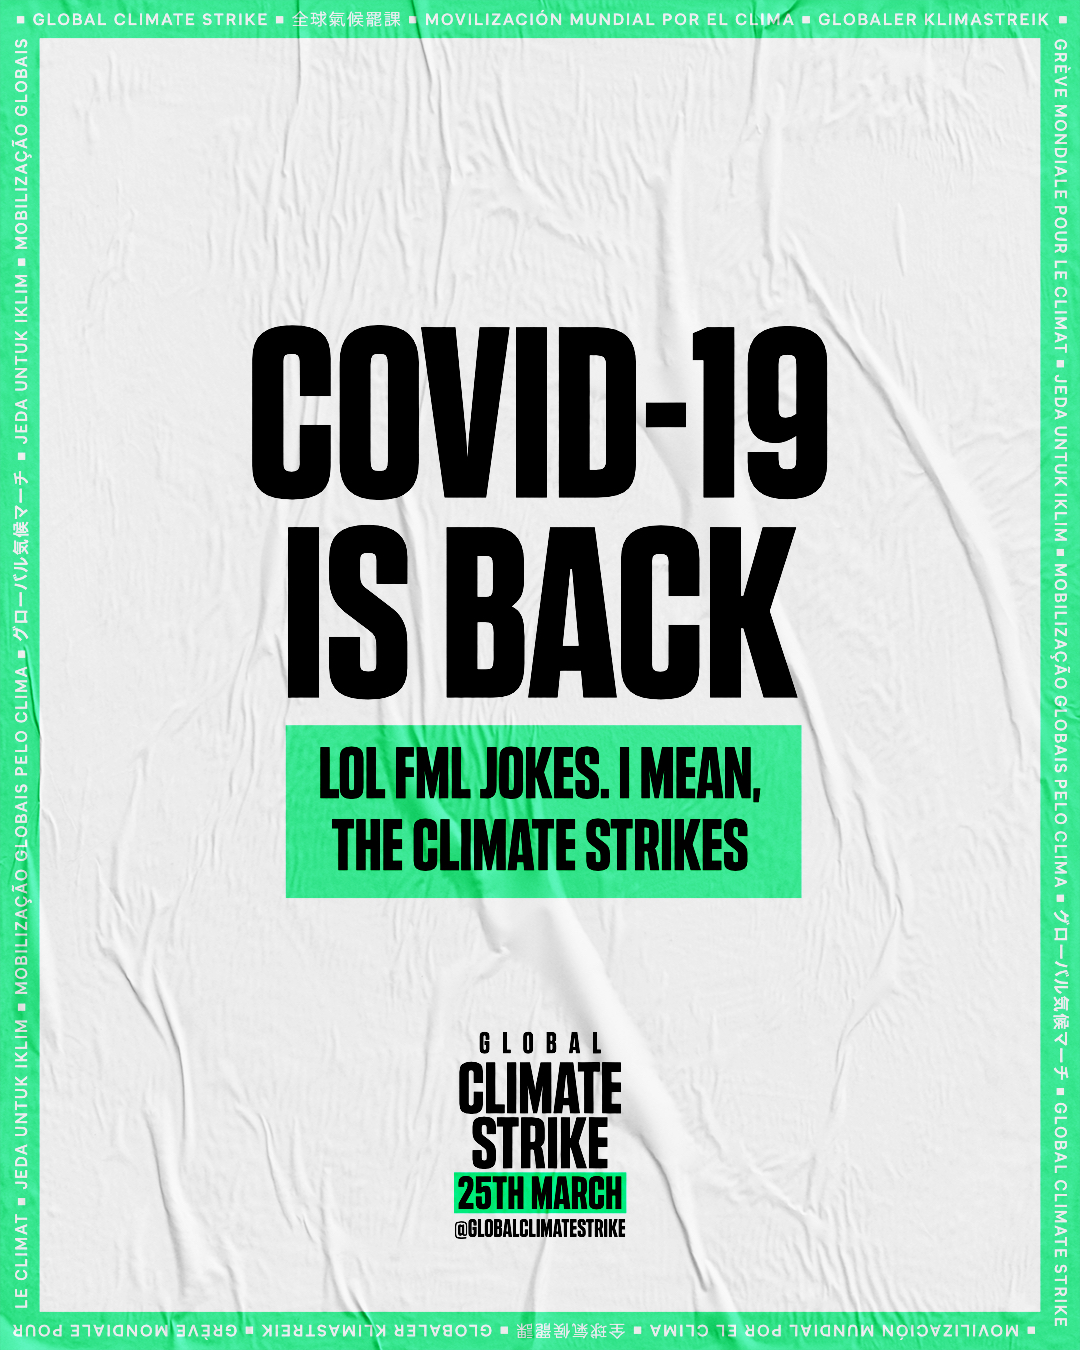 ■ GLOBAL CLIMATE STRIKE ■ 全球氣候罷課 ■ MOVILIZACIÓN MUNDIAL POR EL CLIMA ■ GLOBALER KLIMASTREIK ■
GRÈVE MONDIALE POUR LE CLIMAT ■ JEDA UNTUK IKLIM ■ MOBILIZAÇÃO GLOBAIS PELO CLIMA ■ グローバル気候マーチ ■ GLOBAL CLIMATE STRIKE
■ MOVILIZACIÓN MUNDIAL POR EL CLIMA ■ 全球氣候罷課 ■ GLOBALER KLIMASTREIK ■ GRÈVE MONDIALE POUR
LE CLIMAT ■ JEDA UNTUK IKLIM ■ MOBILIZAÇÃO GLOBAIS PELO CLIMA ■ グローバル気候マーチ ■ JEDA UNTUK IKLIM ■ MOBILIZAÇÃO GLOBAIS
COVID-19
IS BACK
LOL FML JOKES. I MEAN,
THE CLIMATE STRIKES
GLOBAL
CLIMATE
STRIKE
25TH MARCH
@GLOBALCLIMATESTRIKE